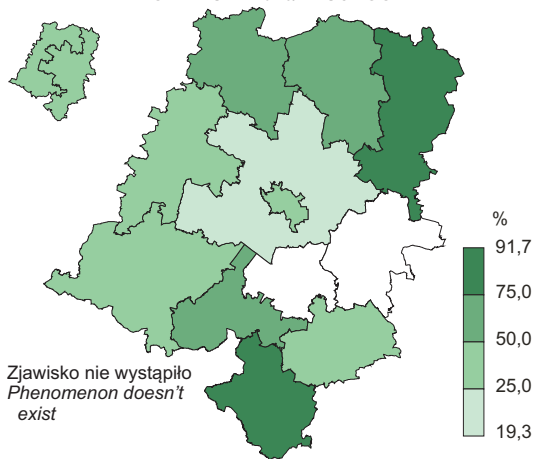 %
91,7
75,0
50,0
25,0
19,3
Zjawisko nie wystąpiło
Phenomenon doesn't
exist